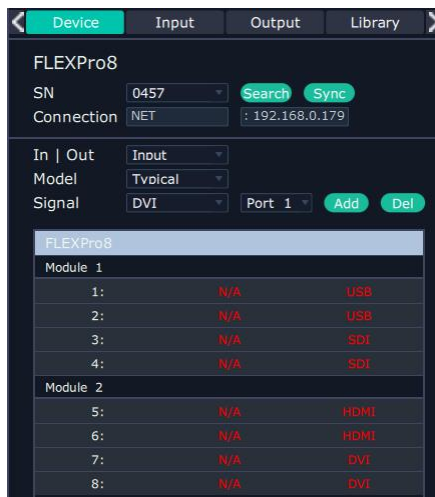 Device Input Output Library
FLEXPro8
SN 0457 Search Sync
Connection NET : 192.168.0.179
In | Out Input
Model Typical
Signal DVI Port 1 Add Del
FLEXPro8
Module 1
1: N/A USB
2: N/A USB
3: N/A SDI
4: N/A SDI
Module 2
5: N/A HDMI
6: N/A HDMI
7: N/A DVI
8: N/A DVI